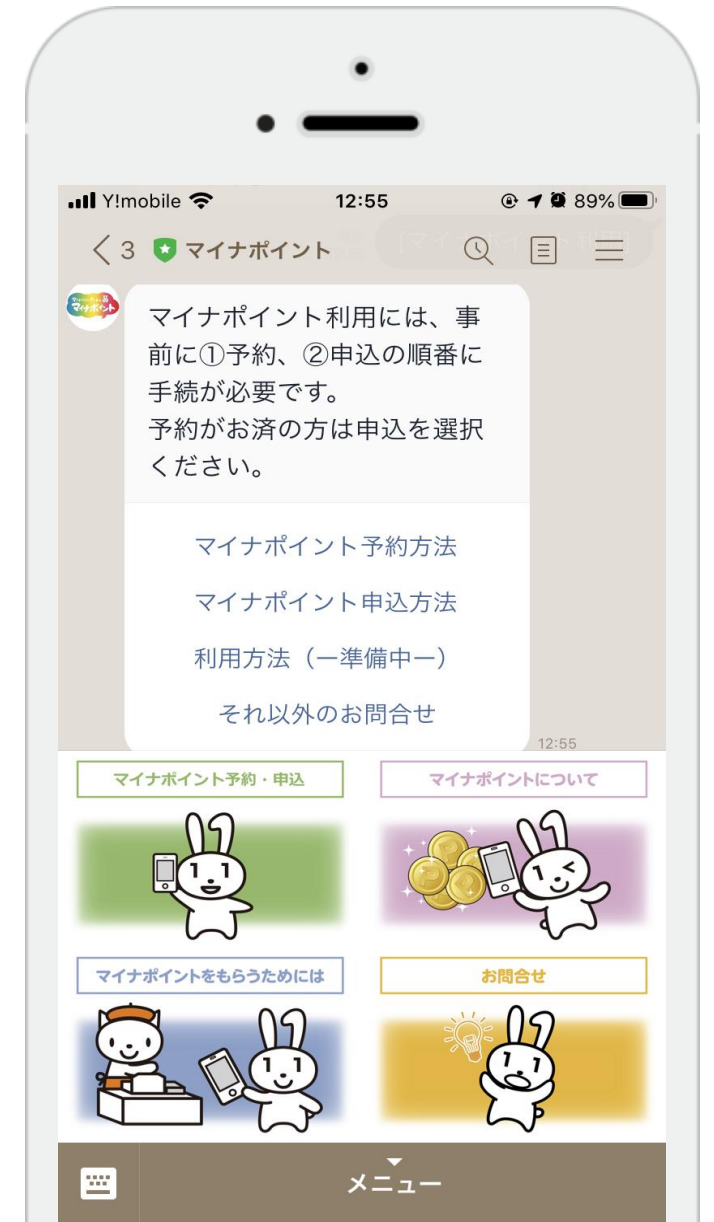 Y!mobile 12:55 89%
3 マイナポイント
マイナポイント
マイナポイント利用には、事
前に①予約、②申込の順番に
手続が必要です。
予約がお済の方は申込を選択
ください。
マイナポイント予約方法
マイナポイント申込方法
利用方法（ー準備中ー）
それ以外のお問合せ
12:55
マイナポイント予約・申込
マイナポイントについて
マイナポイントをもらうためには
お問合せ
メニュー